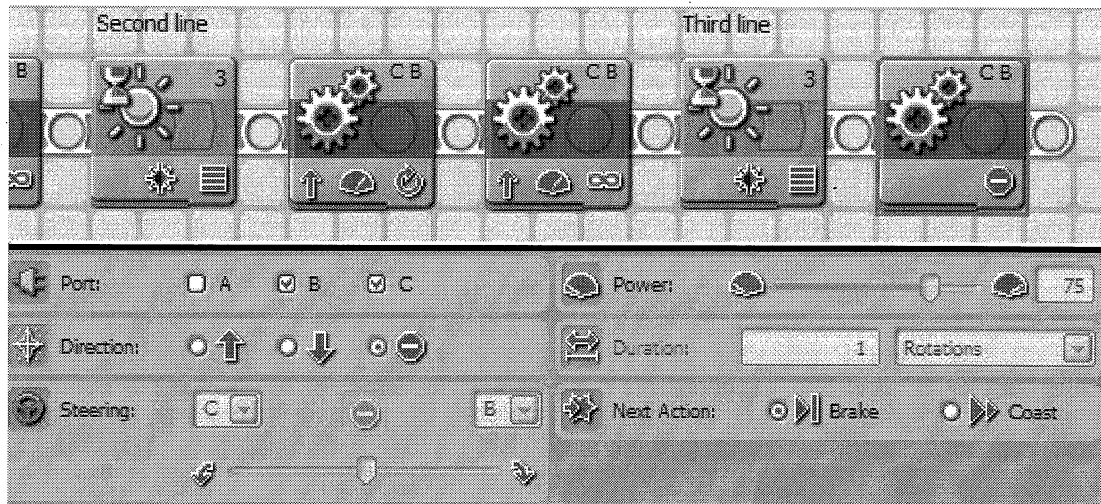 Second line Third line
B 3 C B C B 3 C B
Port: A B C Power: 75
Direction: Duration: 1 Rotations
Steering: C B Next Action: Brake Coast